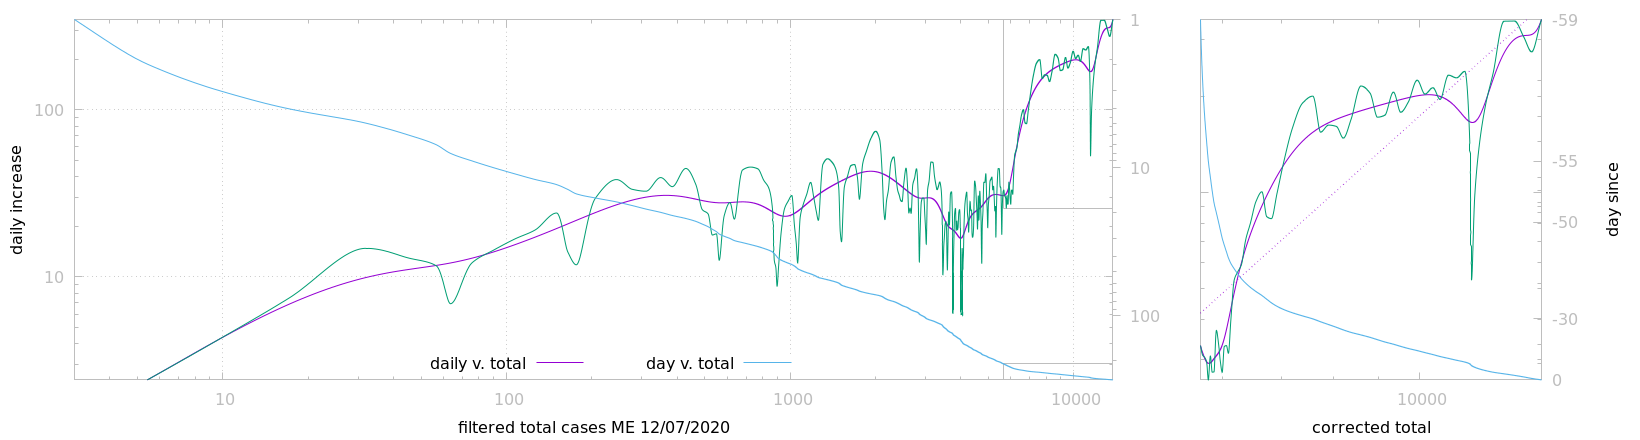 1
-59
100
daily increase
10
-55
-50
day since
10
100
-30
daily v. total
day v. total
0
10
100
1000
10000
10000
filtered total cases ME 12/07/2020
corrected total